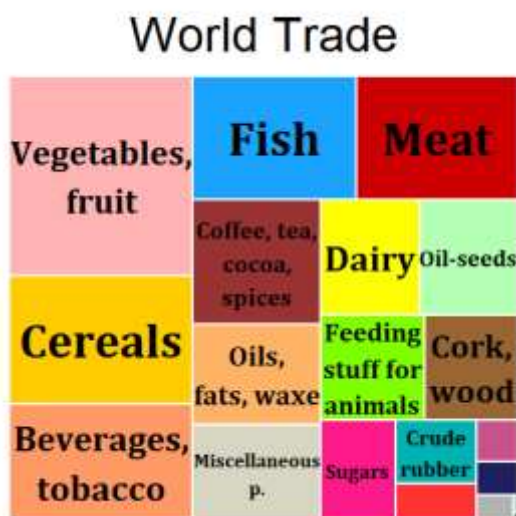 World Trade
Vegetables,
fruit
Fish
Meat
Coffee, tea,
cocoa,
spices
Dairy
Oil-seeds
Cereals
Oils,
fats, waxe
Feeding
stuff for
animals
Cork,
wood
Beverages,
tobacco
Miscellaneous
p.
Sugars
Crude
rubber